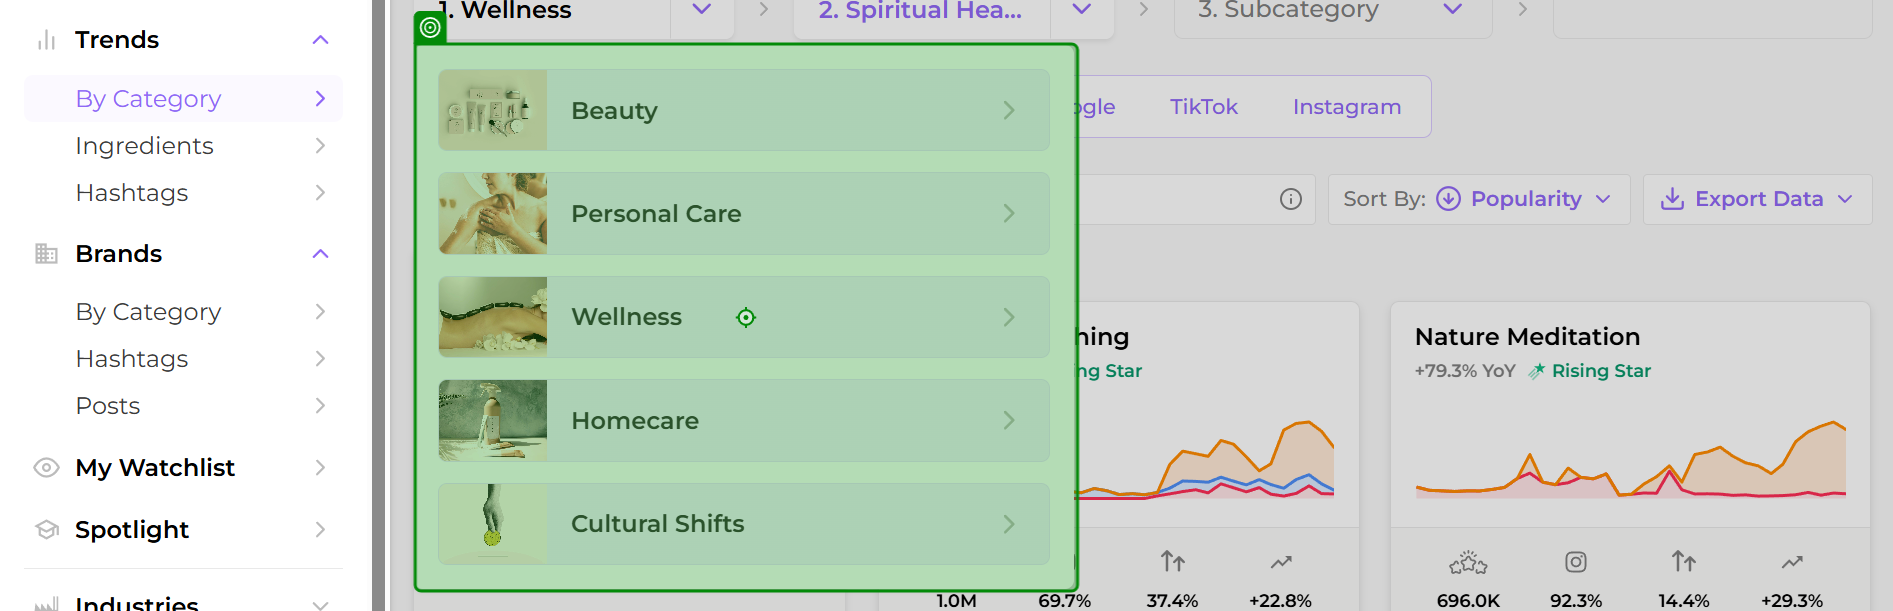 Trends
By Category
Ingredients
Hashtags
Brands
By Category
Hashtags
Posts
My Watchlist
Spotlight
Industries
1. Wellness
2. Spiritual Hea...
3. Subcategory
Beauty
Personal Care
Wellness
Homecare
Cultural Shifts
TikTok
Instagram
Sort By: Popularity
Export Data
Star
1.0M 69.7% 37.4% +22.8%
Nature Meditation
+79.3% YoY Rising Star
696.0K 92.3% 14.4% +29.3%